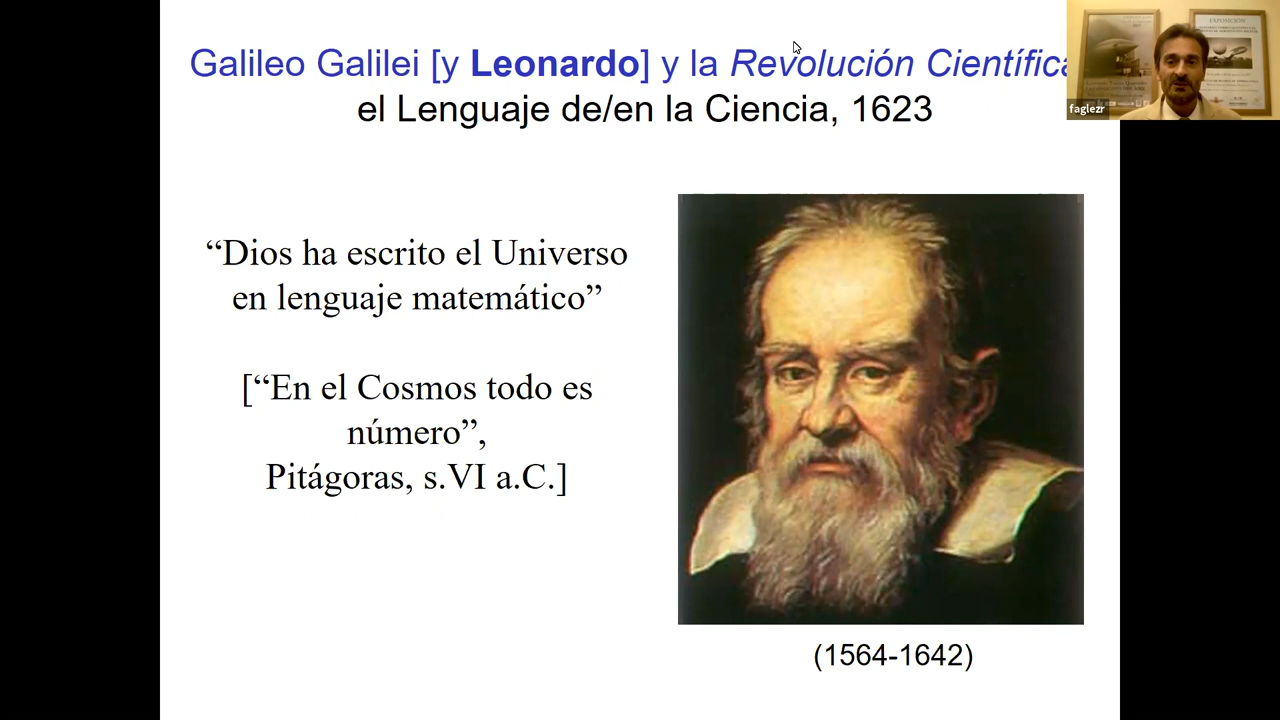 Galileo Galilei [y Leonardo] y la Revolución Científica
el Lenguaje de/en la Ciencia, 1623
faglezr
EXPOSICIÓN
“Dios ha escrito el Universo
en lenguaje matemático”
[“En el Cosmos todo es
número”,
Pitágoras, s.VI a.C.]
(1564-1642)